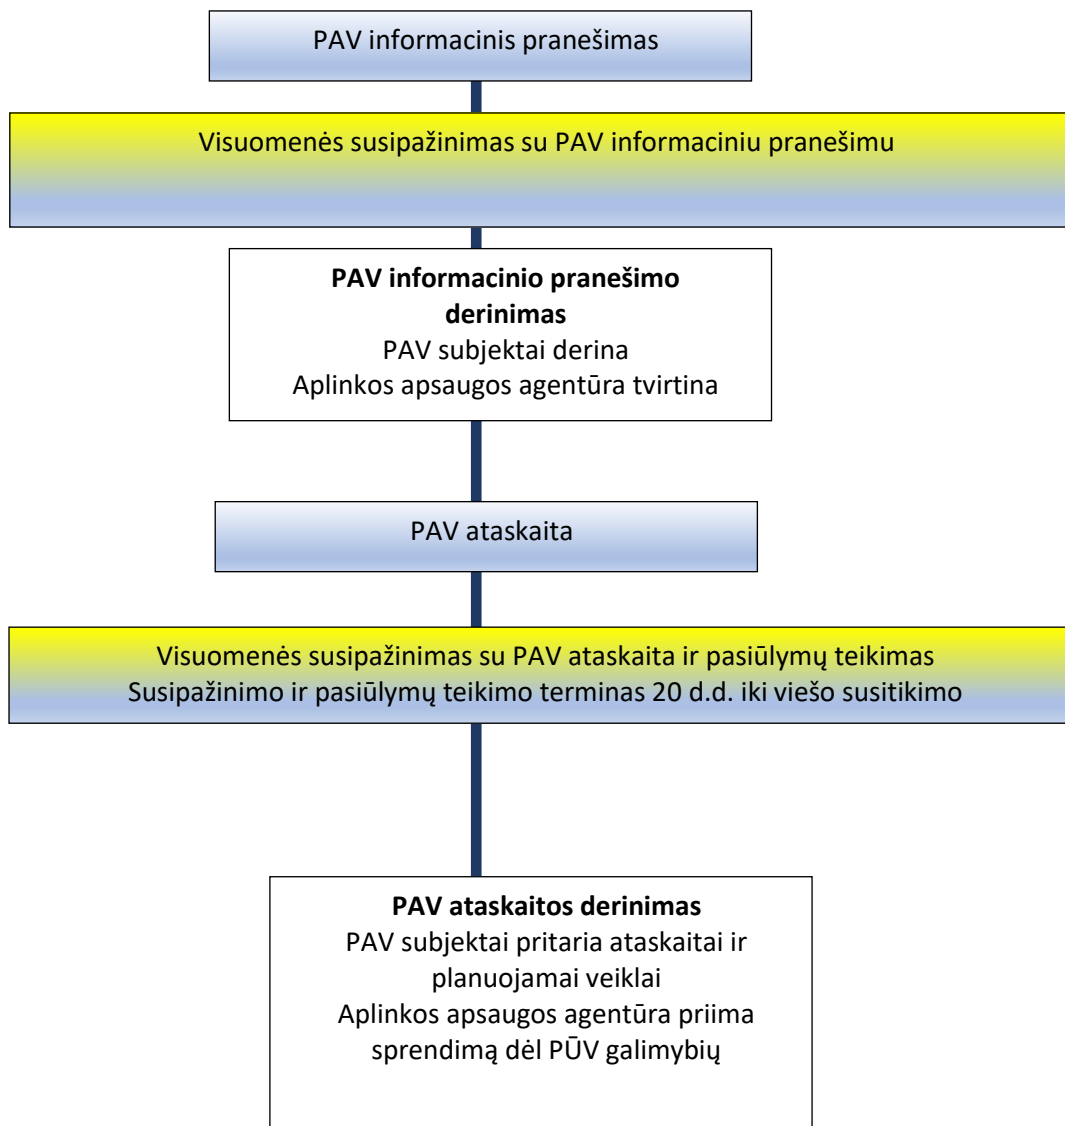 PAV informacinis pranešimas
Visuomenės susipažinimas su PAV informaciniu pranešimu
PAV informacinio pranešimo
derinimas
PAV subjektai derina
Aplinkos apsaugos agentūra tvirtina
PAV ataskaita
Visuomenės susipažinimas su PAV ataskaita ir pasiūlymų teikimas
Susipažinimo ir pasiūlymų teikimo terminas 20 d.d. iki viešo susitikimo
PAV ataskaitos derinimas
PAV subjektai pritaria ataskaitai ir
planuojamai veiklai
Aplinkos apsaugos agentūra priima
sprendimą dėl PŪV galimybių